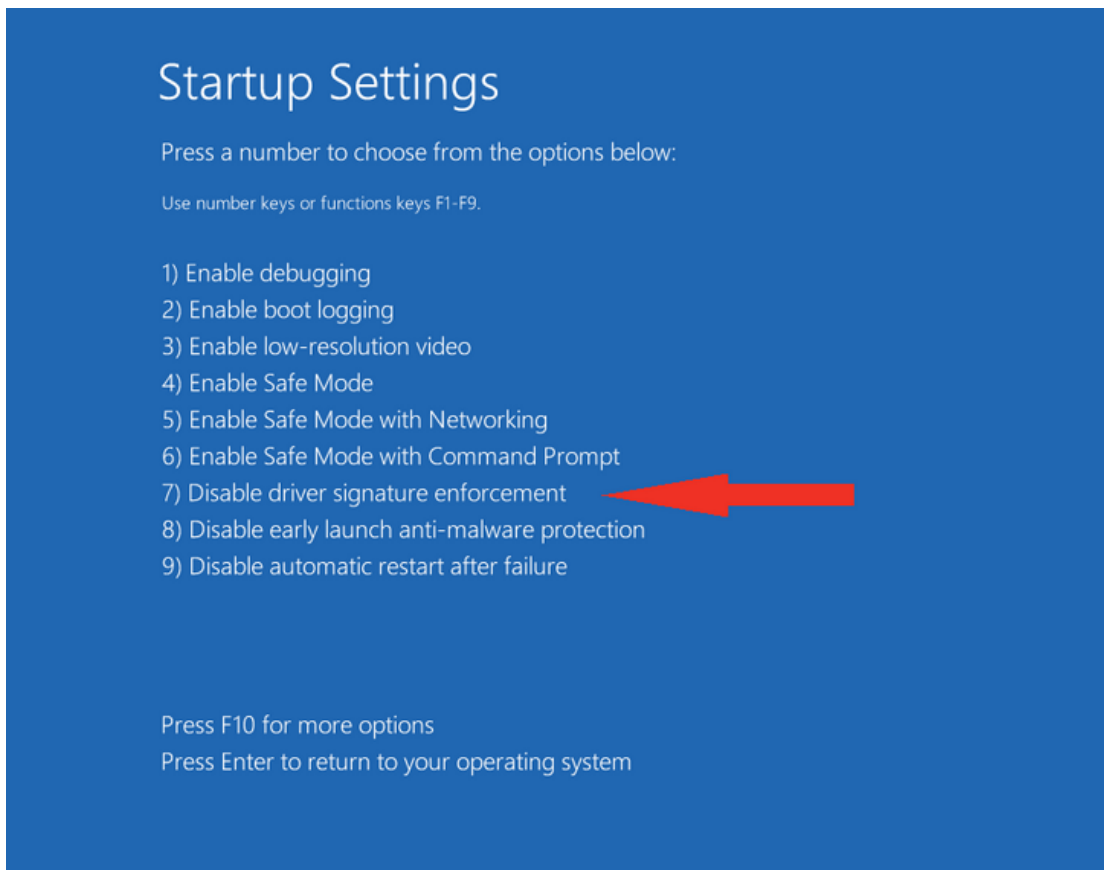 Startup Settings
Press a number to choose from the options below:
Use number keys or functions keys F1-F9.
1) Enable debugging
2) Enable boot logging
3) Enable low-resolution video
4) Enable Safe Mode
5) Enable Safe Mode with Networking
6) Enable Safe Mode with Command Prompt
7) Disable driver signature enforcement
8) Disable early launch anti-malware protection
9) Disable automatic restart after failure
Press F10 for more options
Press Enter to return to your operating system